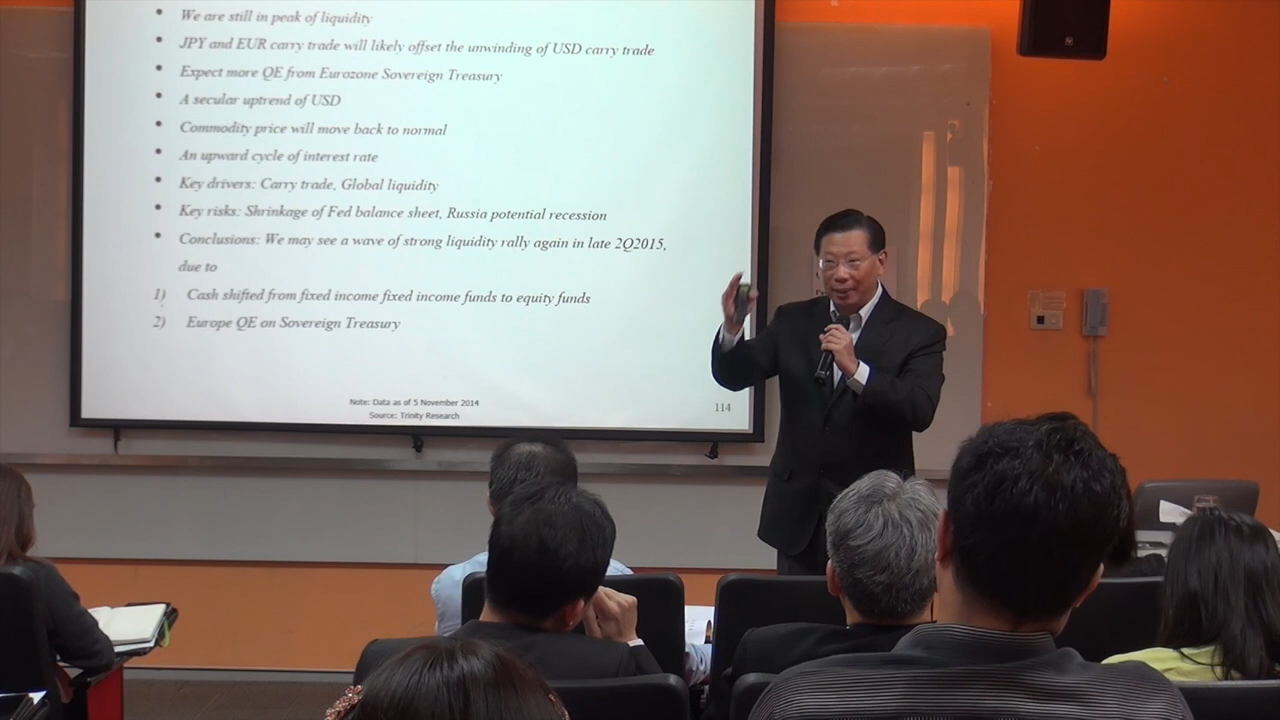 • We are still in peak of liquidity
• JPY and EUR carry trade will likely offset the unwinding of USD carry trade
• Expect more QE from Eurozone Sovereign Treasury
• A secular uptrend of USD
• Commodity price will move back to normal
• An upward cycle of interest rate
• Key drivers: Carry trade, Global liquidity
• Key risks: Shrinkage of Fed balance sheet, Russia potential recession
• Conclusions: We may see a wave of strong liquidity rally again in late 2Q2015,
due to
1) Cash shifted from fixed income fixed income funds to equity funds
2) Europe QE on Sovereign Treasury
Note: Data as of 5 November 2014
Source: Trinity Research
114